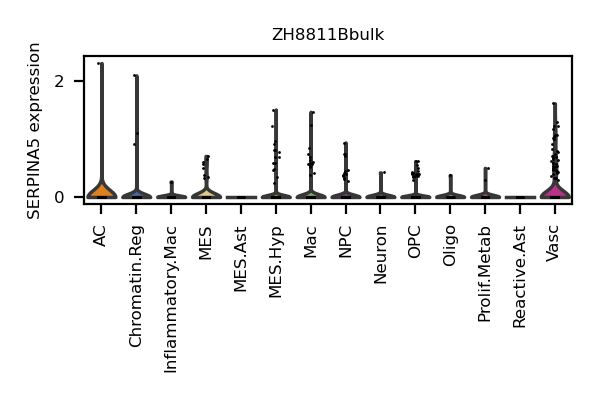 ZH8811Bbulk
SERPINA5 expression
2
0
AC
Chromatin.Reg
Inflammatory.Mac
MES
MES.Ast
MES.Hyp
Mac
NPC
Neuron
OPC
Oligo
Prolif.Metab
Reactive.Ast
Vasc